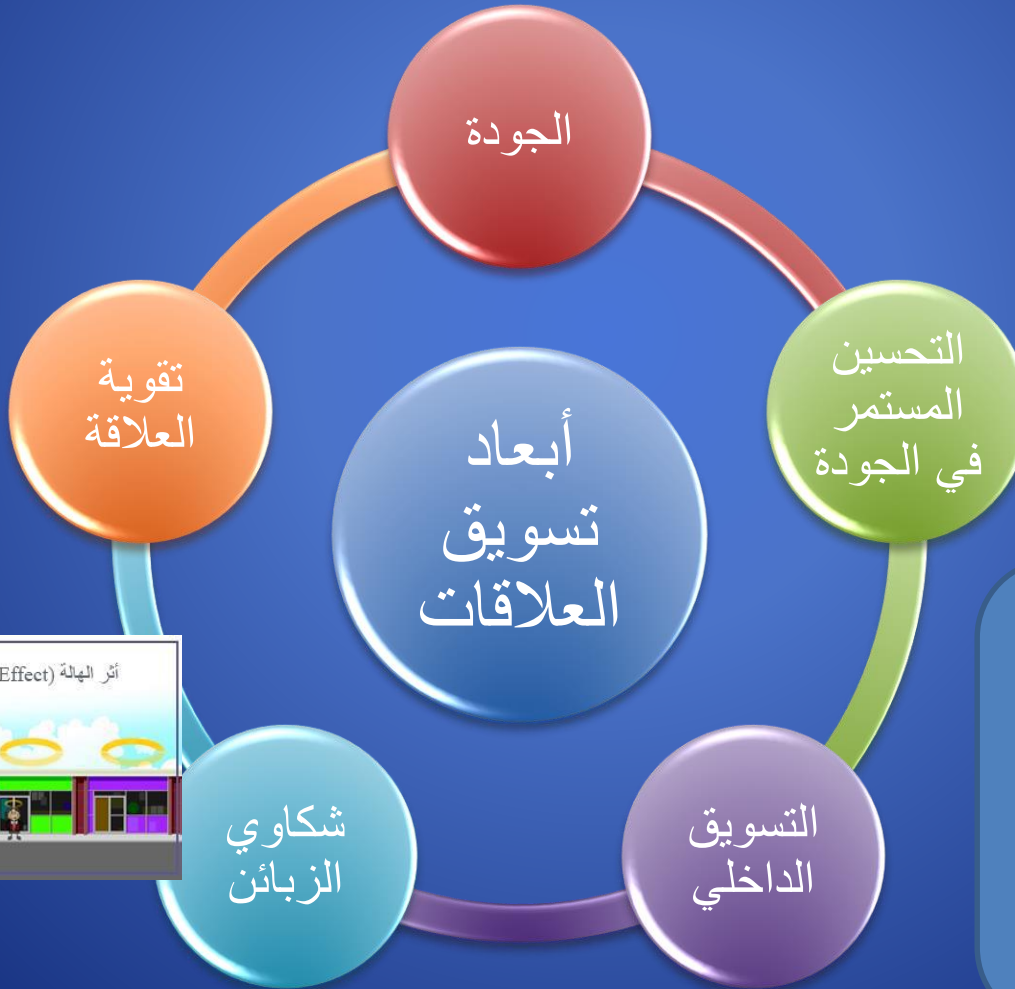 الجودة
التحسين
المستمر
في الجودة
التسويق
الداخلي
شكاوي
الزبائن
تقوية
العلاقة
أبعاد
تسويق
العلاقات
أثر الهالة (Effect